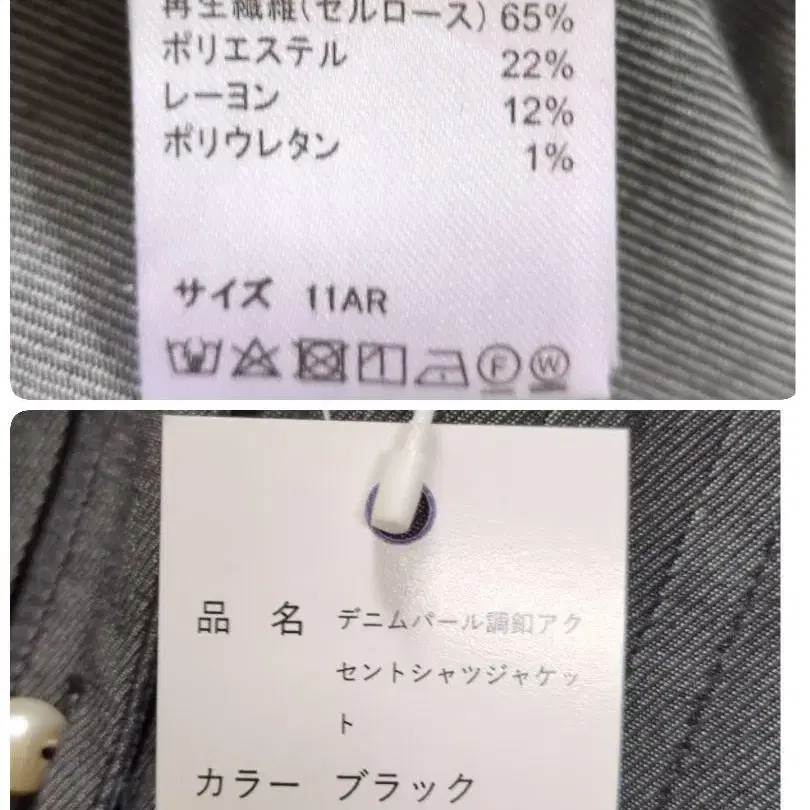 再生繊維(セルロース) 65%
ポリエステル 22%
レーヨン 12%
ポリウレタン 1%
サイズ 11AR
F W
品 名 デニムパール調釦アク
セントシャツジャケッ
ト
カラー ブラック